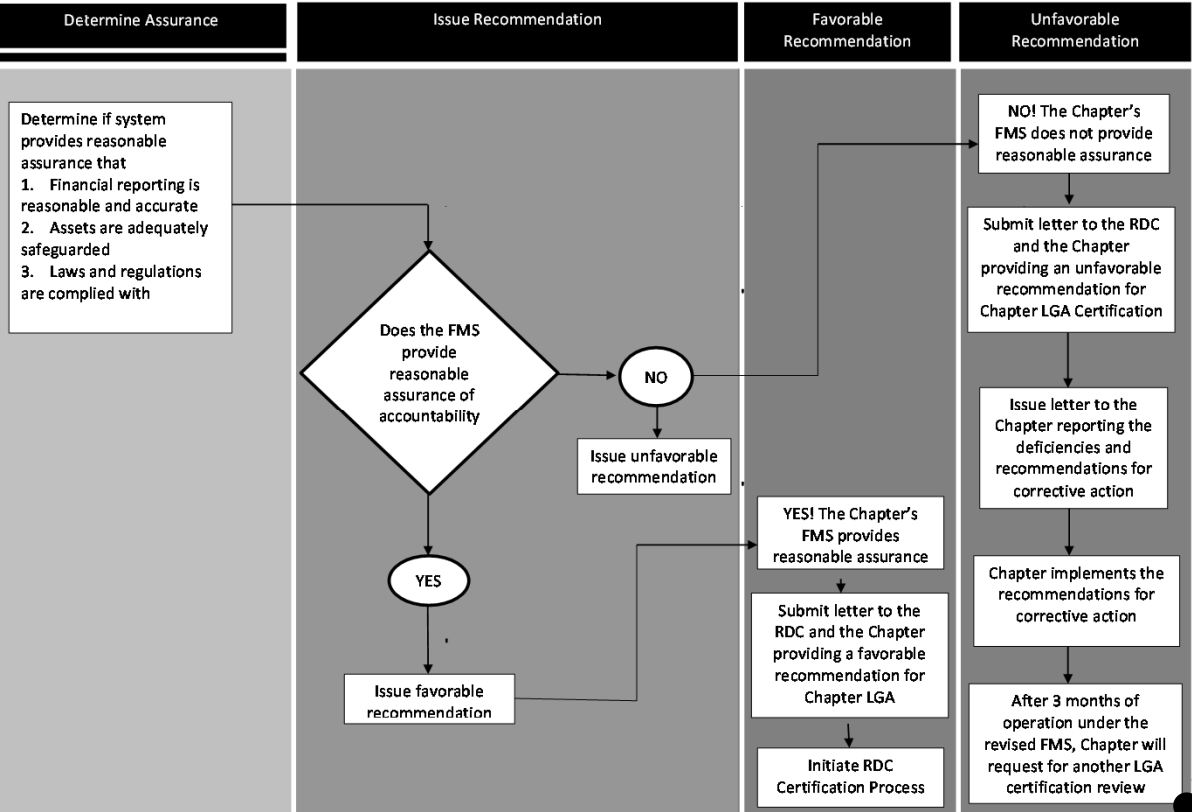 Determine Assurance
Issue Recommendation
Favorable
Recommendation
Unfavorable
Recommendation
Determine if system
provides reasonable
assurance that
1. Financial reporting is
reasonable and accurate
2. Assets are adequately
safeguarded
3. Laws and regulations
are complied with
Does the FMS
provide
reasonable
assurance of
accountability
NO
Issue unfavorable
recommendation
YES
Issue favorable
recommendation
YES! The Chapter's
FMS provides
reasonable assurance
Submit letter to the
RDC and the Chapter
providing a favorable
recommendation for
Chapter LGA
Initiate RDC
Certification Process
NO! The Chapter's
FMS does not provide
reasonable assurance
Submit letter to the RDC
and the Chapter
providing an unfavorable
recommendation for
Chapter LGA Certification
Issue letter to the
Chapter reporting the
deficiencies and
recommendations for
corrective action
Chapter implements the
recommendations for
corrective action
After 3 months of
operation under the
revised FMS, Chapter will
request for another LGA
certification review